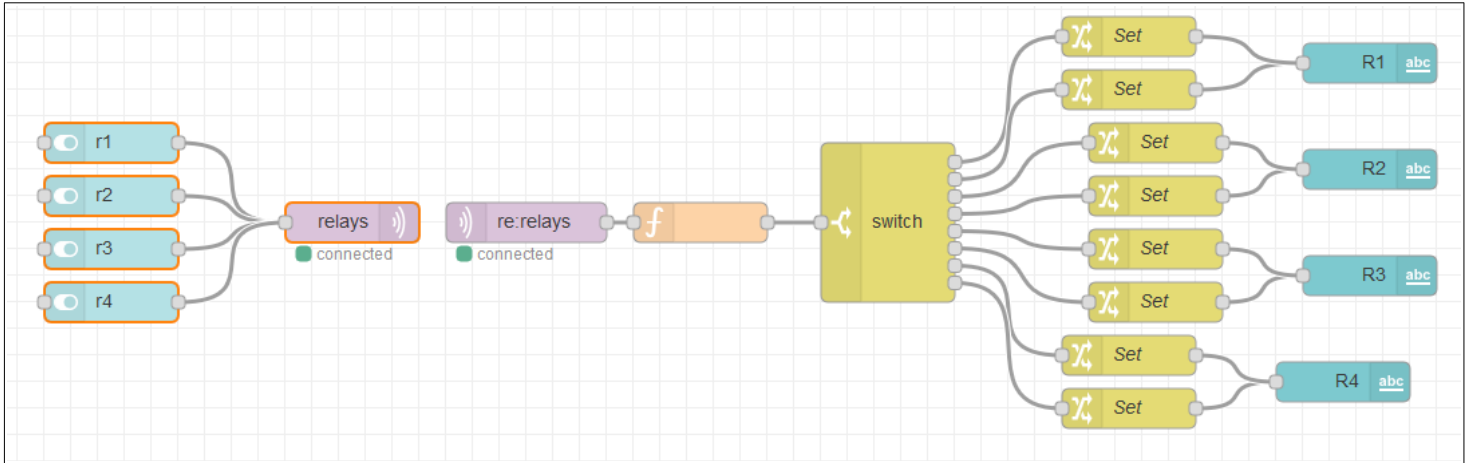 r1
r2
r3
r4
relays
connected
re:relays
connected
switch
Set
Set
Set
Set
Set
Set
Set
Set
R1 abc
R2 abc
R3 abc
R4 abc